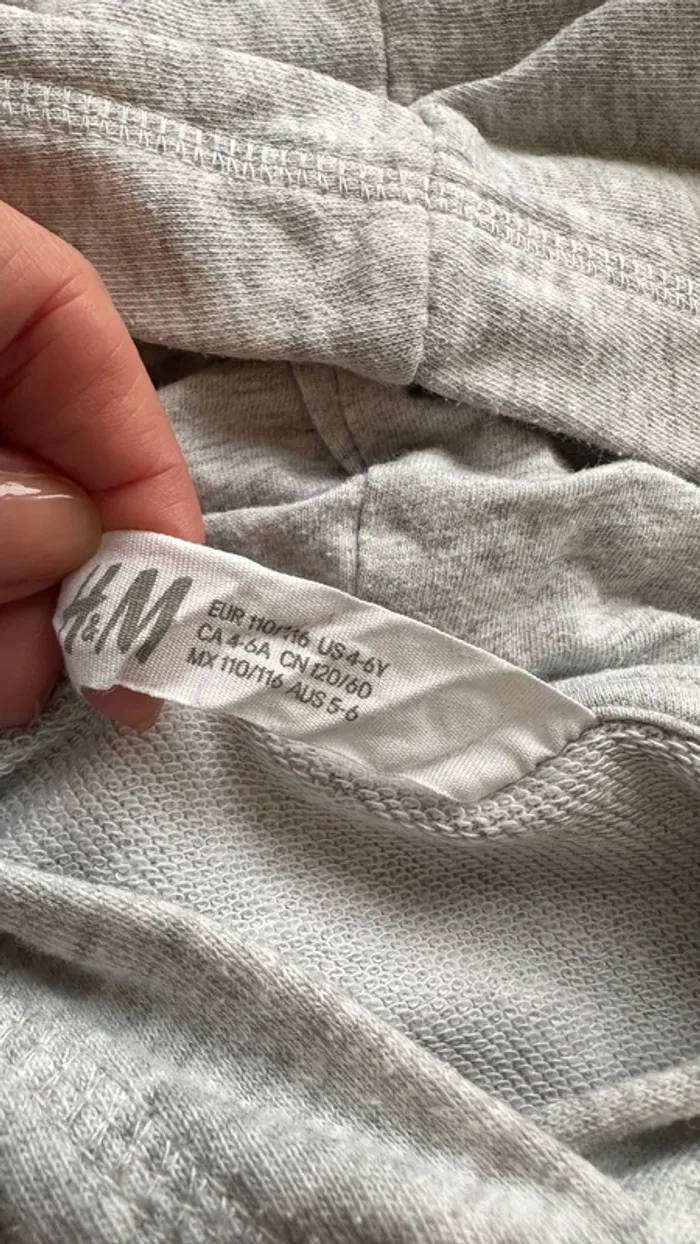 H&M
EUR 110/116 US 4-6Y
CA 4-6A CN 120/60
MX 110/116 AUS 5-6